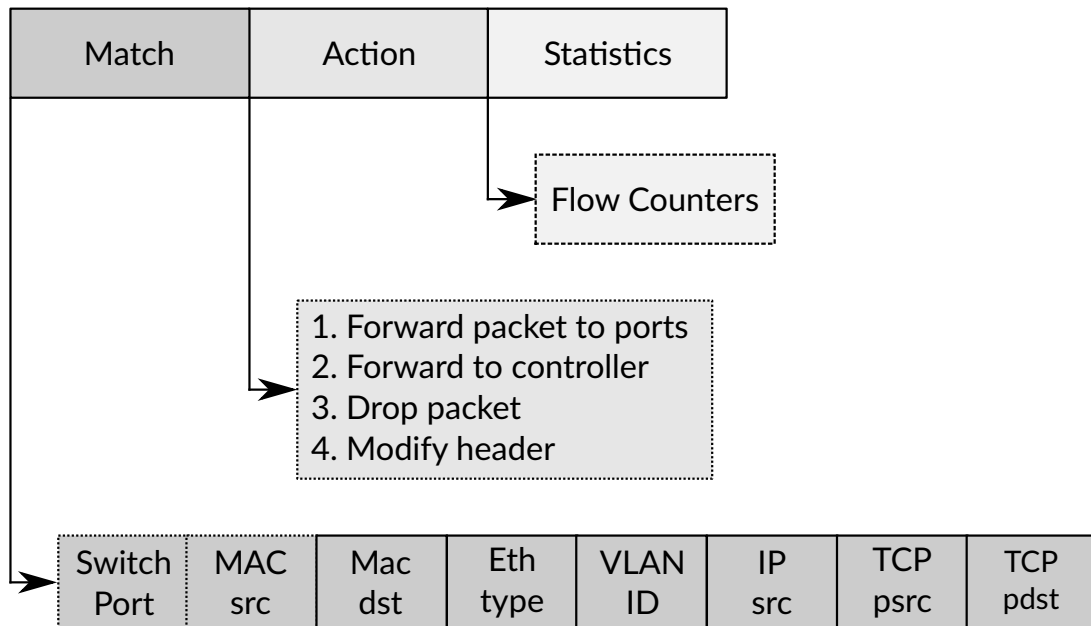 Match Action Statistics
Flow Counters
1. Forward packet to ports
2. Forward to controller
3. Drop packet
4. Modify header
Switch Port
MAC src
Mac dst
Eth type
VLAN ID
IP src
TCP psrc
TCP pdst